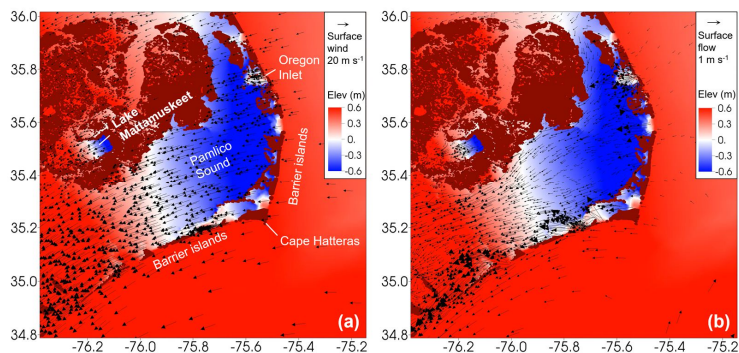 36.0
35.8
35.6
35.4
35.2
35.0
34.8
-76.2
-76.0
-75.8
-75.6
-75.4
-75.2
Surface
wind
20 m s-1
Elev (m)
0.6
0.3
0
-0.3
-0.6
Oregon
Inlet
Lake
Mattamuskeet
Pamlico
Sound
Barrier islands
Barrier islands
Cape Hatteras
(a)
36.0
35.8
35.6
35.4
35.2
35.0
34.8
-76.2
-76.0
-75.8
-75.6
-75.4
-75.2
Surface
flow
1 m s-1
Elev (m)
0.6
0.3
0
-0.3
-0.6
(b)